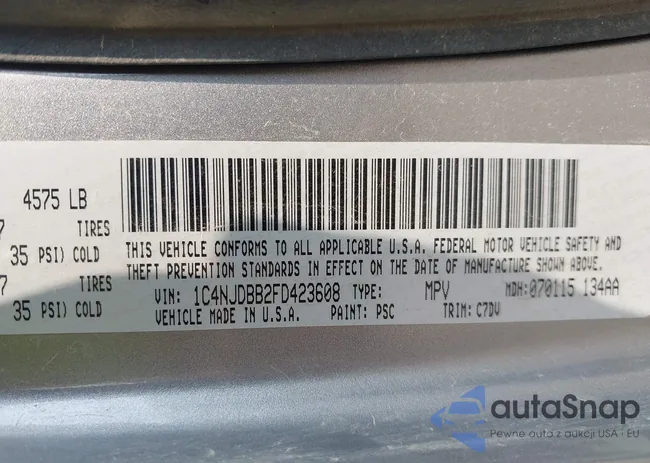 4575 LB
7 TIRES
35 PSI) COLD
7 TIRES
35 PSI) COLD
THIS VEHICLE CONFORMS TO ALL APPLICABLE U.S.A. FEDERAL MOTOR VEHICLE SAFETY AND
THEFT PREVENTION STANDARDS IN EFFECT ON THE DATE OF MANUFACTURE SHOWN ABOVE.
VIN: 1C4NJDBB2FD423608 TYPE: MPV MDH: 070115 134AA
VEHICLE MADE IN U.S.A. PAINT: PSC TRIM: C7DV
autaSnap
Pewne auta z aukcji USA i EU